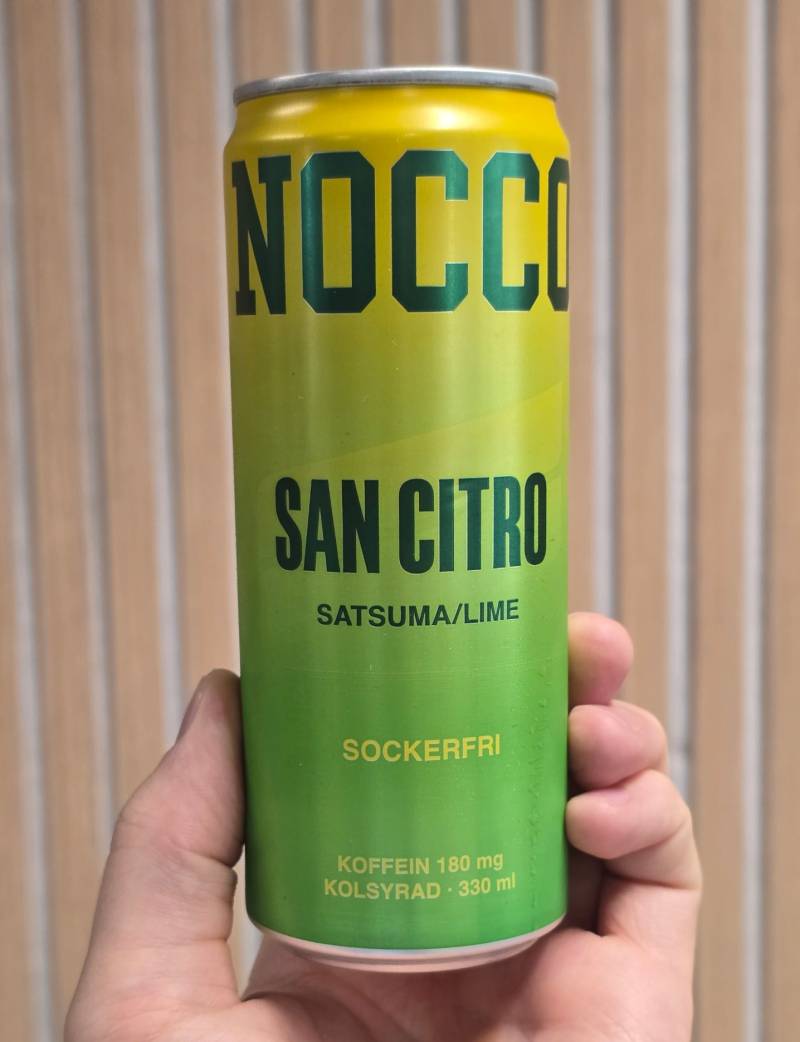 NOCCO
SAN CITRO
SATSUMA/LIME
SOCKERFRI
KOFFEIN 180 mg
KOLSYRAD · 330 ml